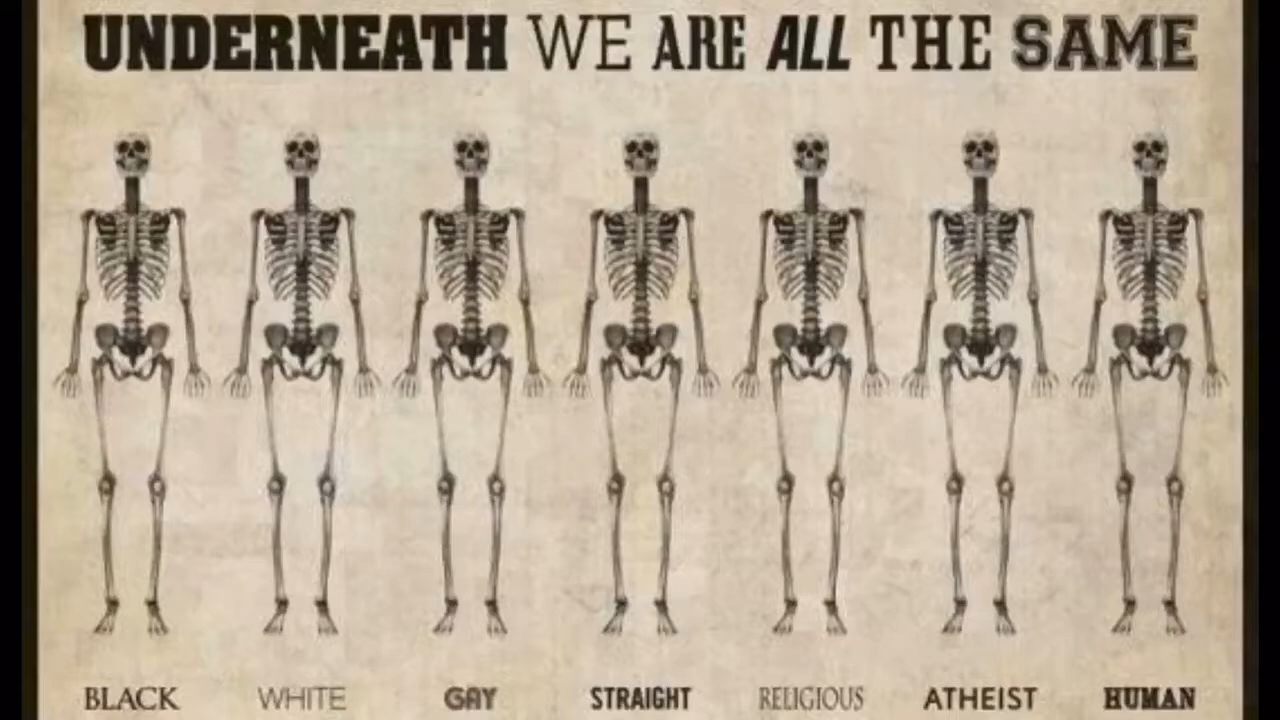 UNDERNEATH WE ARE ALL THE SAME
BLACK WHITE GAY STRAIGHT RELIGIOUS ATHEIST HUMAN